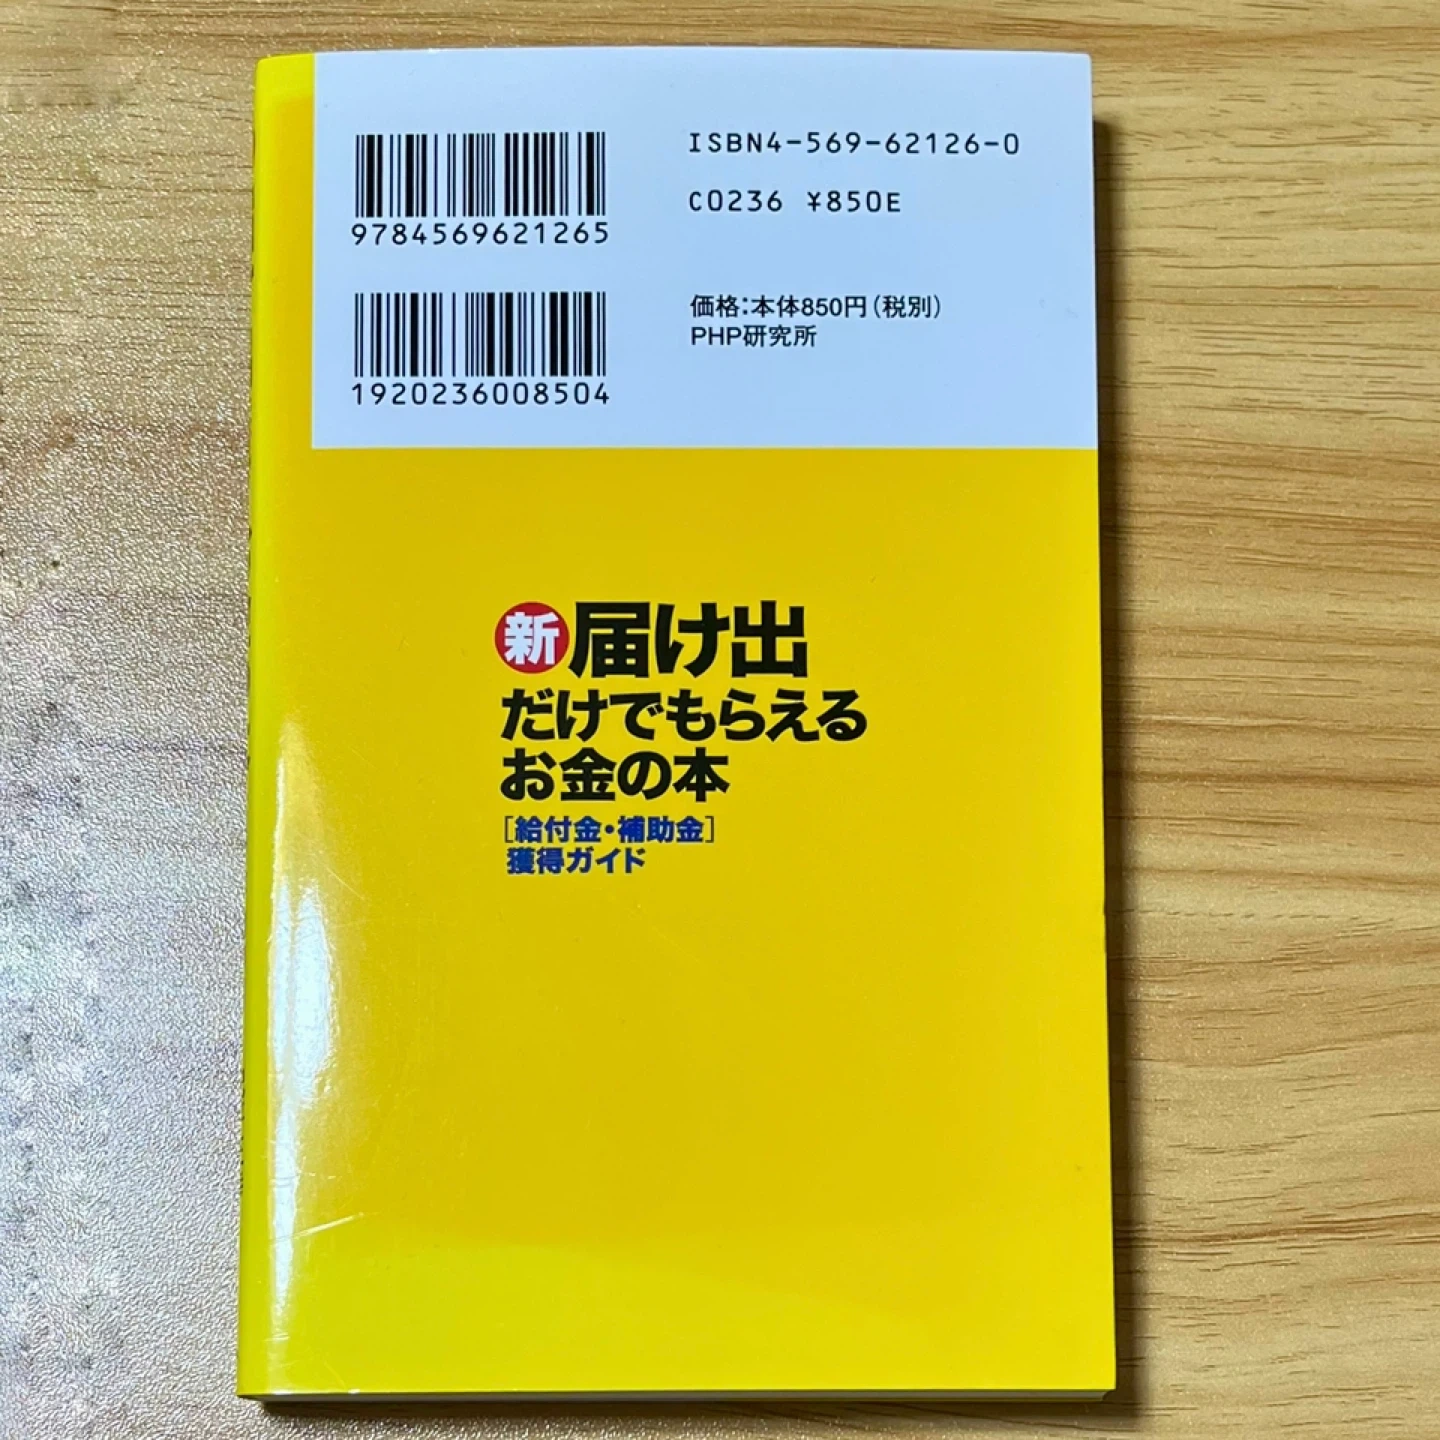 9784569621265
1920236008504
ISBN4-569-62126-0
C0236 ¥850E
価格：本体850円（税別）
PHP研究所
新 届け出
だけでもらえる
お金の本
［給付金・補助金］
獲得ガイド